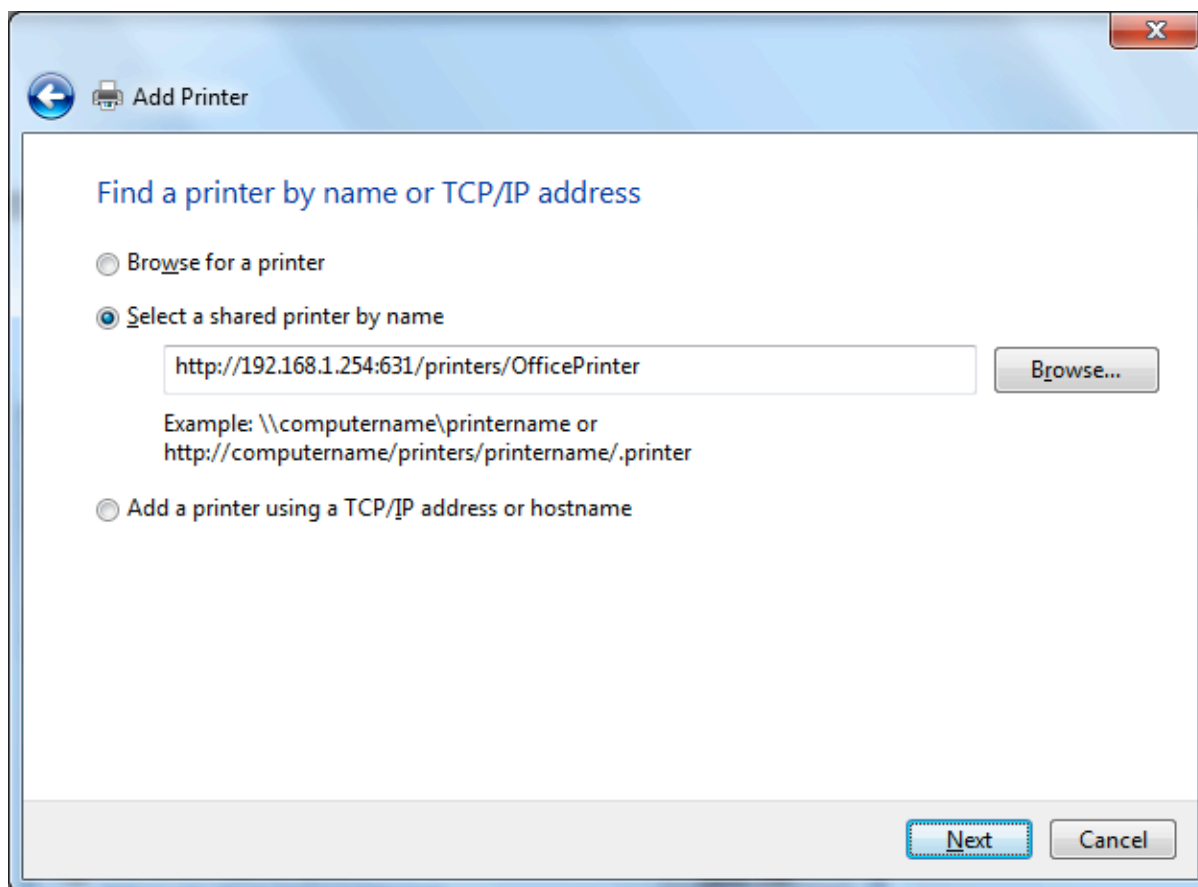 Add Printer
Find a printer by name or TCP/IP address
Browse for a printer
Select a shared printer by name
http://192.168.1.254:631/printers/OfficePrinter
Browse...
Example: \\computername\printername or
http://computername/printers/printername/.printer
Add a printer using a TCP/IP address or hostname
Next
Cancel